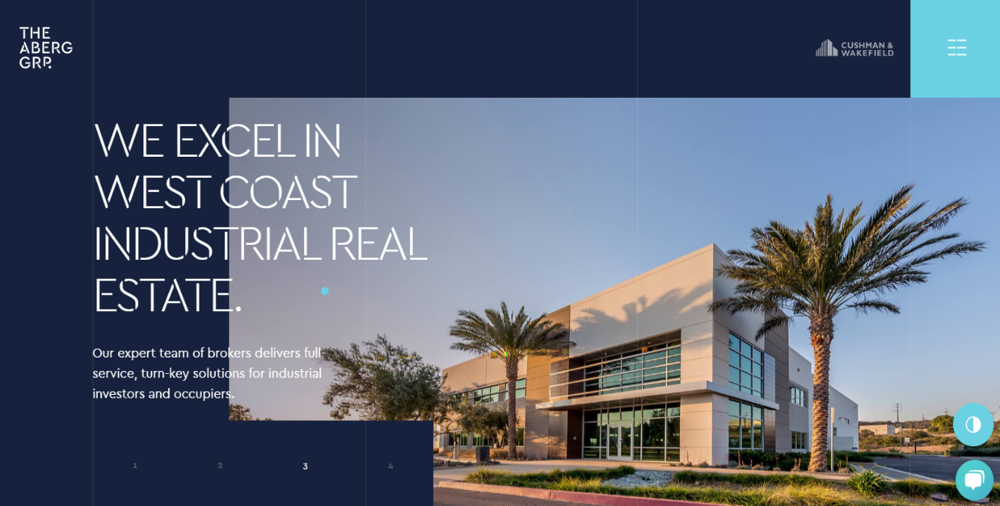 THE
ABERG
GRP.
CUSHMAN &
WAKEFIELD
WE EXCEL IN
WEST COAST
INDUSTRIAL REAL
ESTATE.
Our expert team of brokers delivers full
service, turn-key solutions for industrial
investors and occupiers.
1 2 3 4